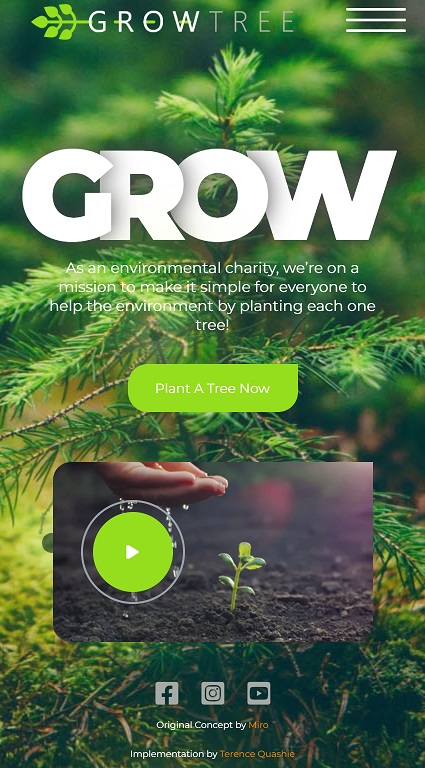 GROWTREE
GROW
As an environmental charity, we're on a
mission to make it simple for everyone to
help the environment by planting each one
tree!
Plant A Tree Now
Original Concept by Miro
Implementation by Terence Quashie